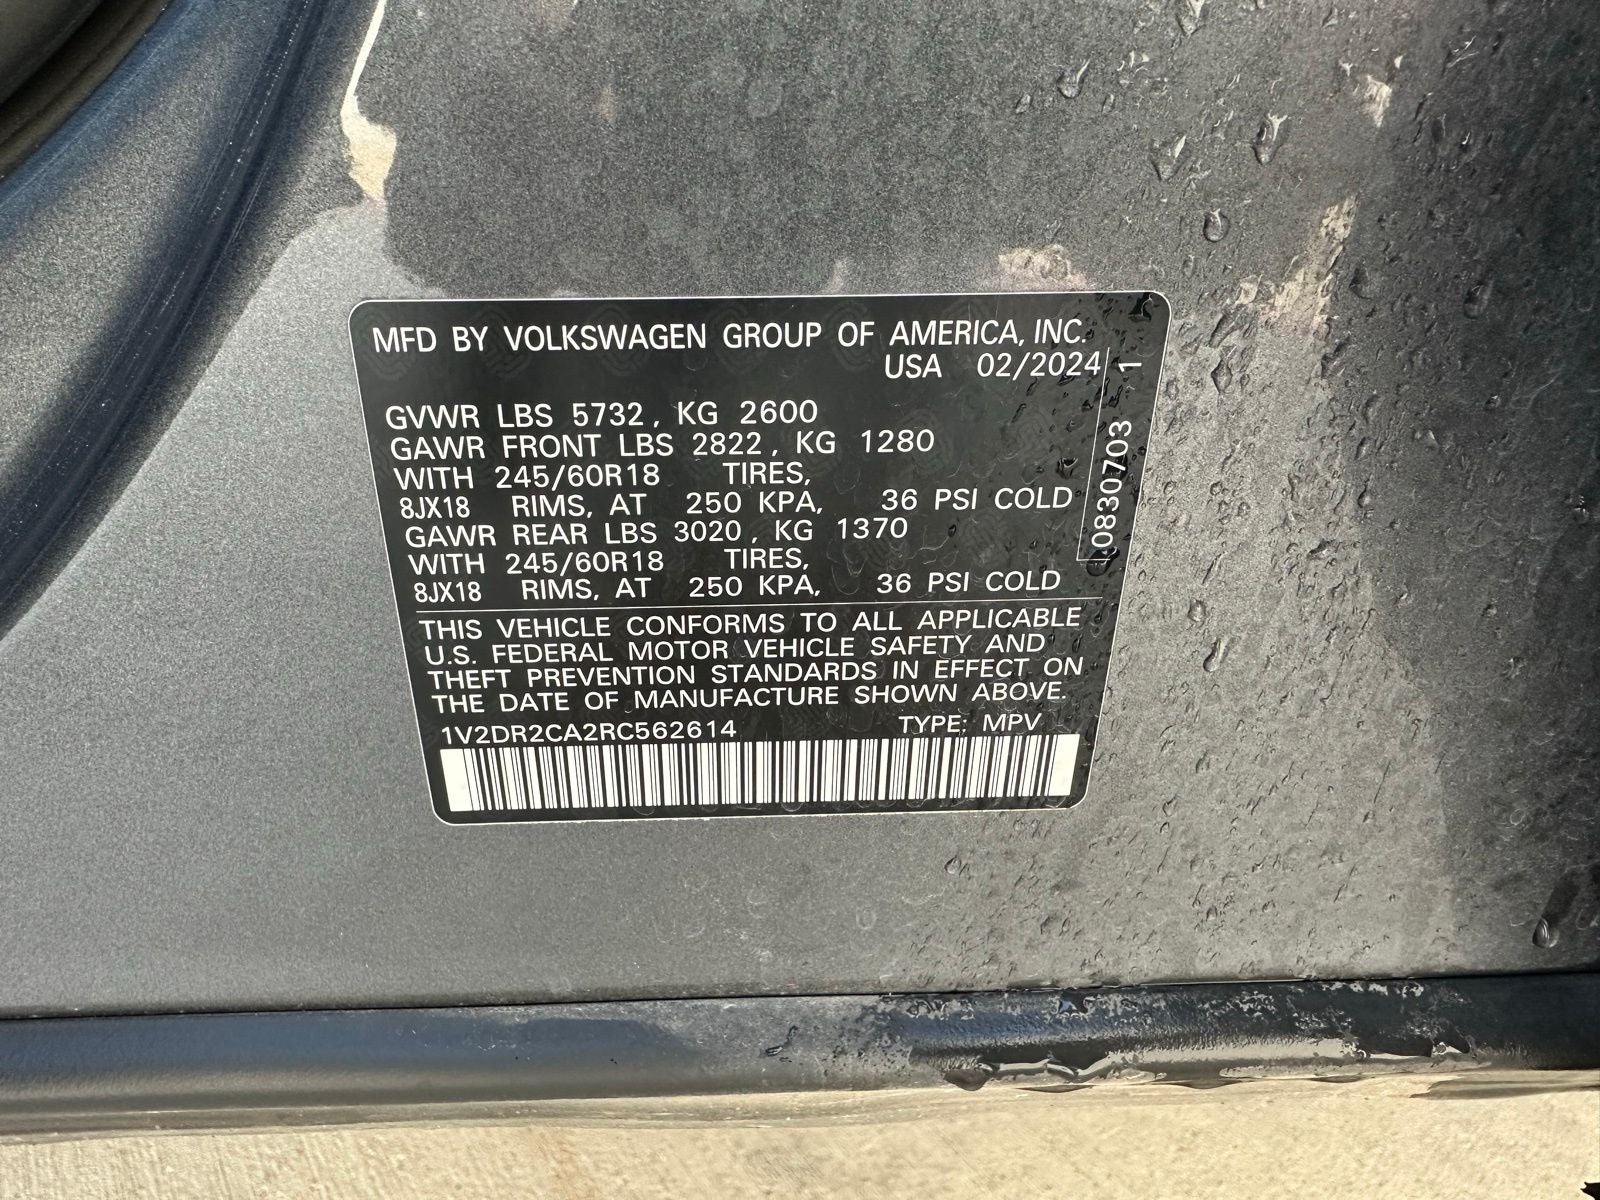 MFD BY VOLKSWAGEN GROUP OF AMERICA, INC.
USA 02/2024
GVWR LBS 5732, KG 2600
GAWR FRONT LBS 2822, KG 1280
WITH 245/60R18 TIRES,
8JX18 RIMS, AT 250 KPA, 36 PSI COLD
GAWR REAR LBS 3020, KG 1370
WITH 245/60R18 TIRES,
8JX18 RIMS, AT 250 KPA, 36 PSI COLD
THIS VEHICLE CONFORMS TO ALL APPLICABLE
U.S. FEDERAL MOTOR VEHICLE SAFETY AND
THEFT PREVENTION STANDARDS IN EFFECT ON
THE DATE OF MANUFACTURE SHOWN ABOVE.
1V2DR2CA2RC562614 TYPE: MPV
0830703 1